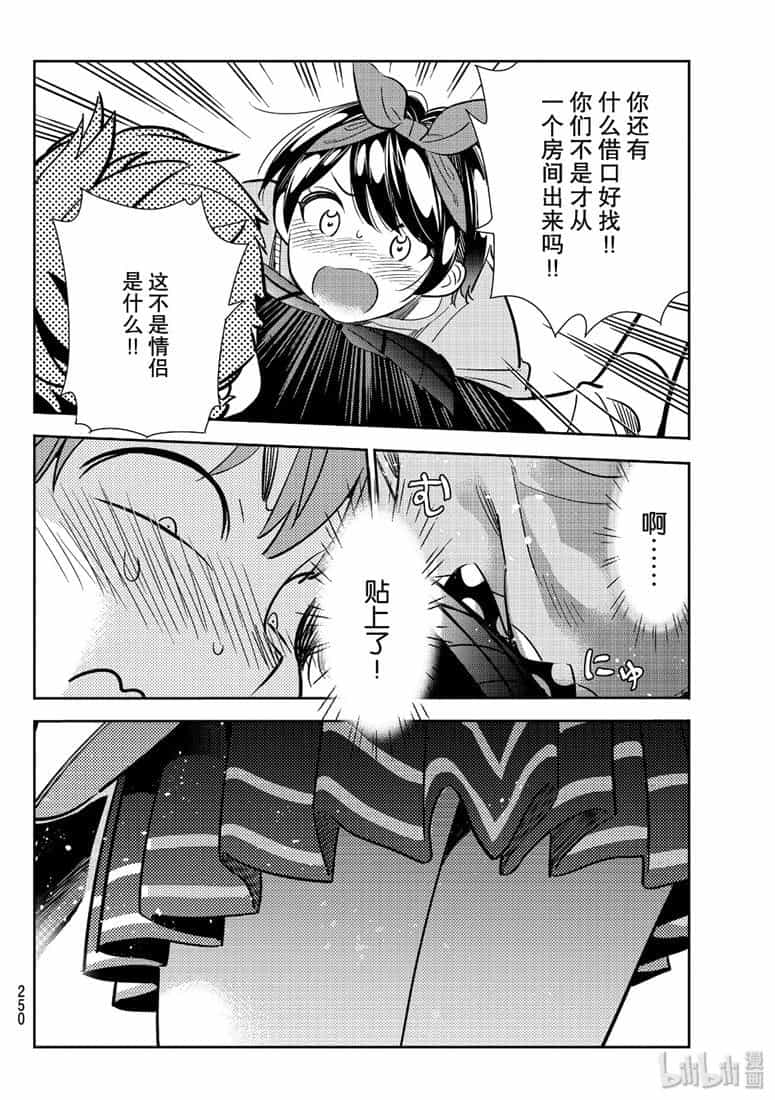 你还有
什么借口好找!!
你们不是才从
一个房间出来吗!!
这不是情侣
是什么!!
啊……
むぎゅ
贴上了!
にゅ
250
bilibili漫画